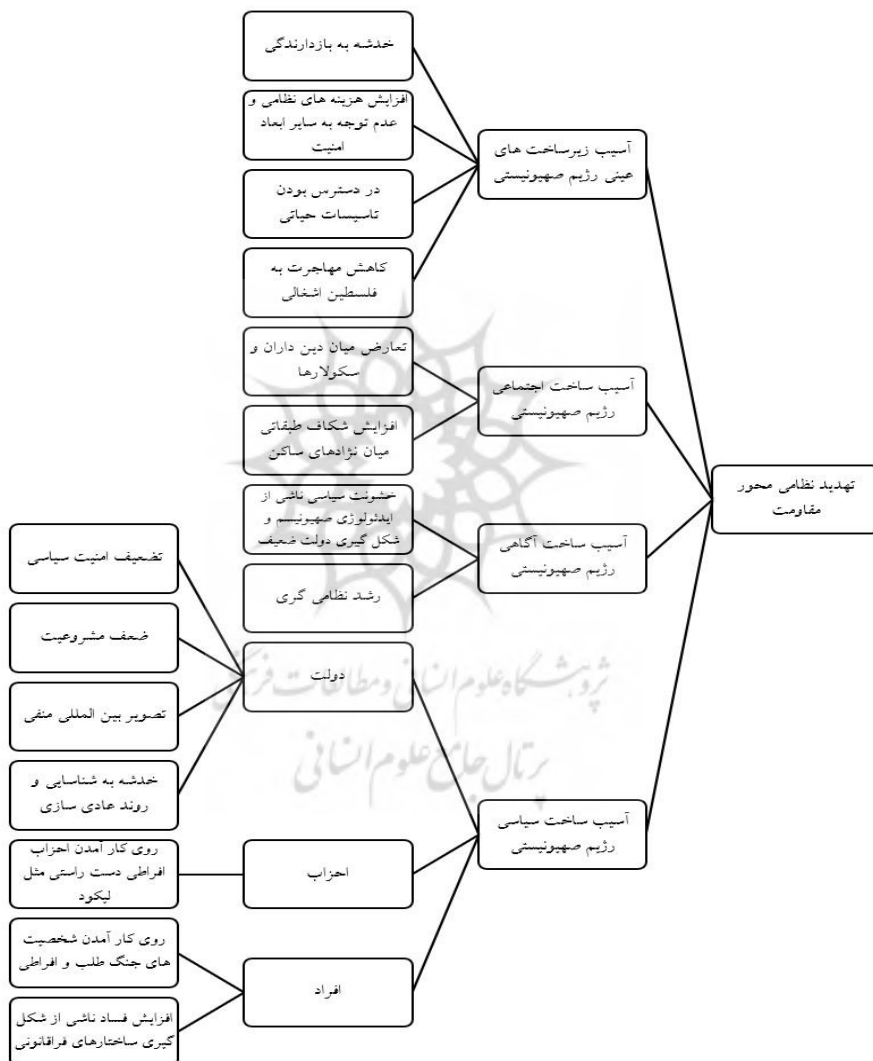 تهدید نظامی محور
مقاومت
آسیب زیرساخت های
عینی رژیم صهیونیستی
خدشه به بازدارندگی
افزایش هزینه های نظامی و
عدم توجه به سایر ابعاد
امنیت
در دسترس بودن
تاسیسات حیاتی
کاهش مهاجرت به
فلسطین اشغالی
آسیب ساخت اجتماعی
رژیم صهیونیستی
تعارض میان دین داران و
سکولارها
افزایش شکاف طبقاتی
میان نژادهای ساکن
آسیب ساخت آگاهی
رژیم صهیونیستی
خشونت سیاسی ناشی از
ایدئولوژی صهیونیسم و
شکل گیری دولت ضعیف
رشد نظامی گری
آسیب ساخت سیاسی
رژیم صهیونیستی
دولت
تضعیف امنیت سیاسی
ضعف مشروعیت
تصویر بین المللی منفی
خدشه به شناسایی و
روند عادی سازی
احزاب
روی کار آمدن احزاب
افراطی دست راستی مثل
لیکود
افراد
روی کار آمدن شخصیت
های جنگ طلب و افراطی
افزایش فساد ناشی از شکل
گیری ساختارهای فراقانونی
پژوهشگاه علوم انسانی و مطالعات فرهنگی
پرتال جامع علوم انسانی